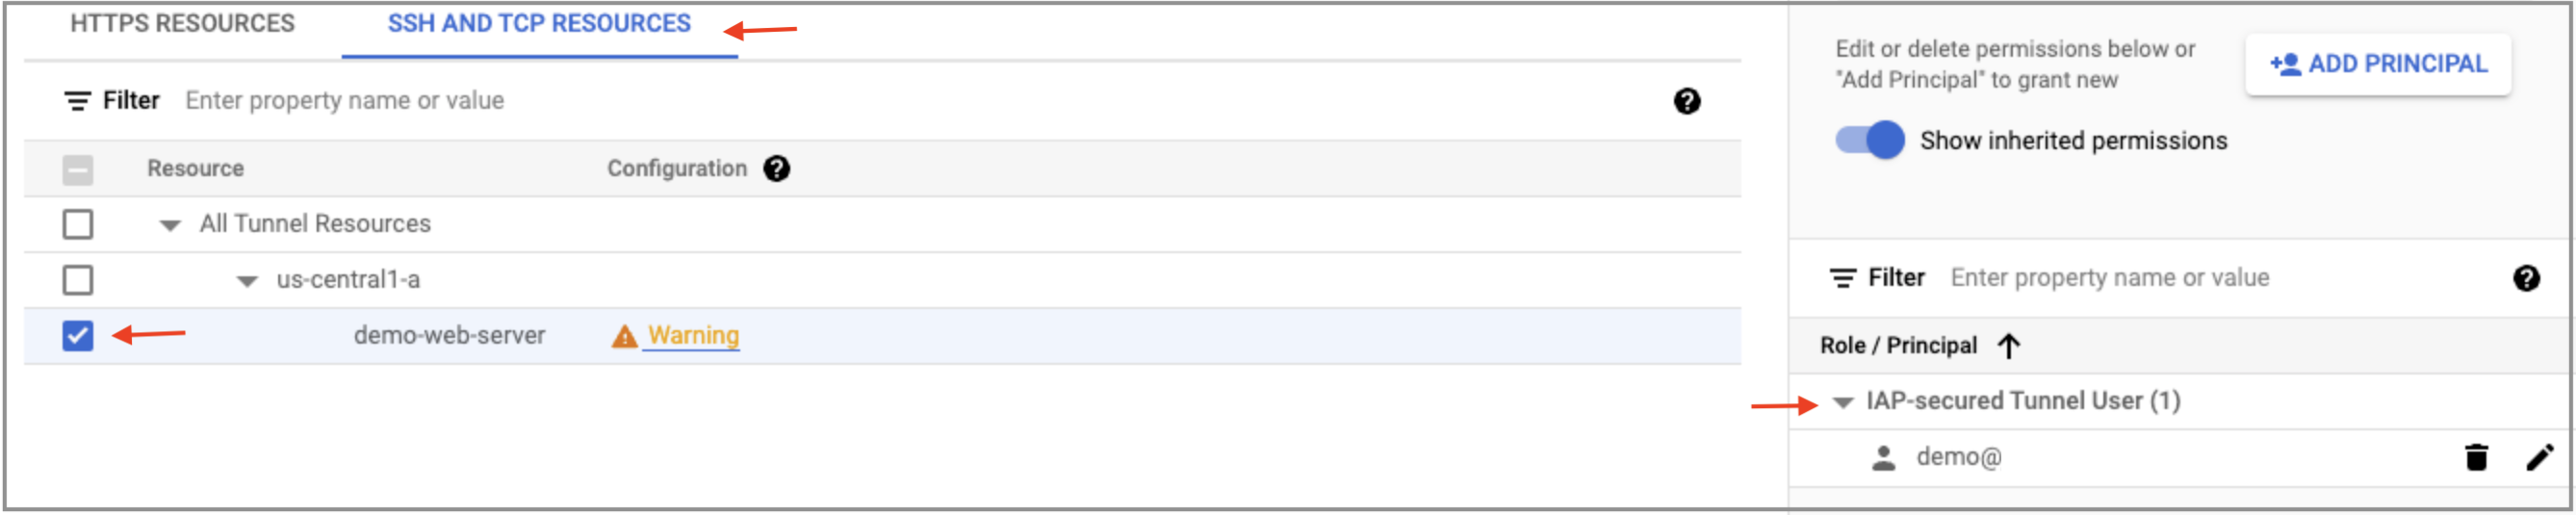 HTTPS RESOURCES
SSH AND TCP RESOURCES
Filter Enter property name or value
Resource Configuration
All Tunnel Resources
us-central1-a
demo-web-server Warning
Edit or delete permissions below or
"Add Principal" to grant new
ADD PRINCIPAL
Show inherited permissions
Filter Enter property name or value
Role / Principal
IAP-secured Tunnel User (1)
demo@